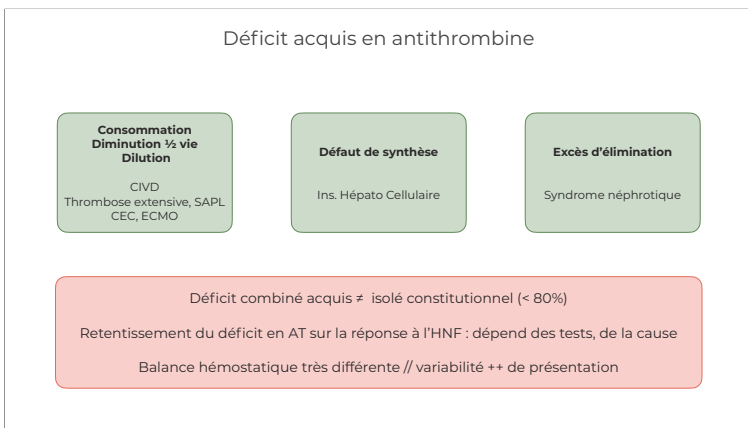 Déficit acquis en antithrombine
Consommation
Diminution ½ vie
Dilution
CIVD
Thrombose extensive, SAPL
CEC, ECMO
Défaut de synthèse
Ins. Hépato Cellulaire
Excès d'élimination
Syndrome néphrotique
Déficit combiné acquis ≠ isolé constitutionnel (< 80%)
Retentissement du déficit en AT sur la réponse à l'HNF : dépend des tests, de la cause
Balance hémostatique très différente // variabilité ++ de présentation